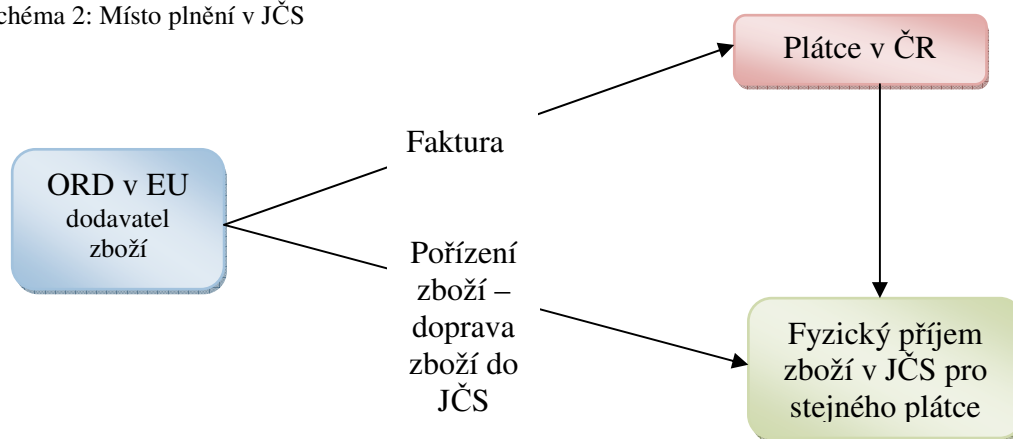 chéma 2: Místo plnění v JČS
Plátce v ČR
Faktura
ORD v EU
dodavatel
zboží
Pořízení
zboží –
doprava
zboží do
JČS
Fyzický příjem
zboží v JČS pro
stejného plátce